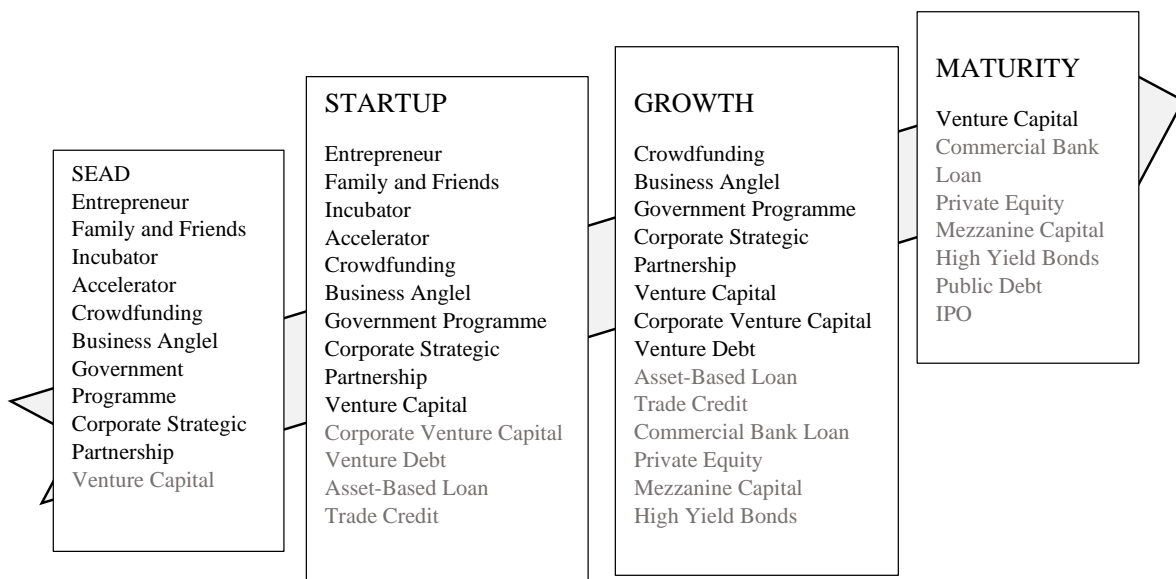 SEAD
Entrepreneur
Family and Friends
Incubator
Accelerator
Crowdfunding
Business Anglel
Government
Programme
Corporate Strategic
Partnership
Venture Capital
STARTUP
Entrepreneur
Family and Friends
Incubator
Accelerator
Crowdfunding
Business Anglel
Government Programme
Corporate Strategic
Partnership
Venture Capital
Corporate Venture Capital
Venture Debt
Asset-Based Loan
Trade Credit
GROWTH
Crowdfunding
Business Anglel
Government Programme
Corporate Strategic
Partnership
Venture Capital
Corporate Venture Capital
Venture Debt
Asset-Based Loan
Trade Credit
Commercial Bank Loan
Private Equity
Mezzanine Capital
High Yield Bonds
MATURITY
Venture Capital
Commercial Bank
Loan
Private Equity
Mezzanine Capital
High Yield Bonds
Public Debt
IPO